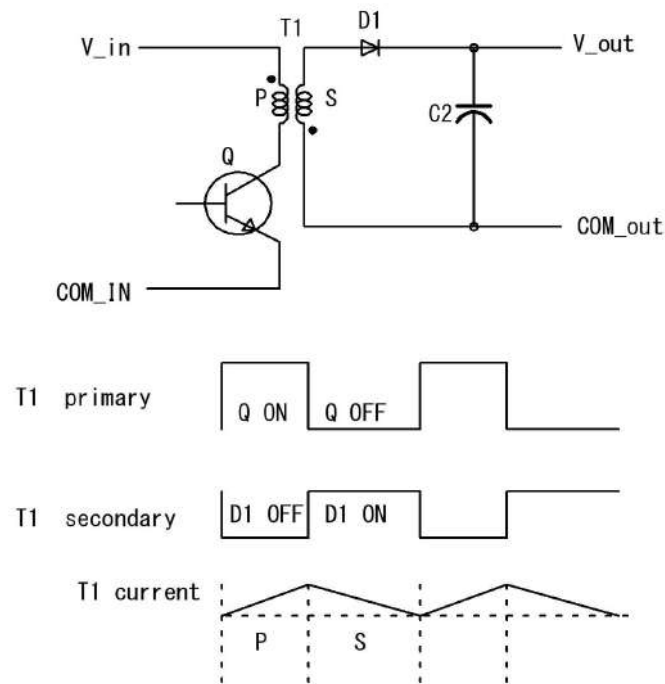 T1
D1
V_in
V_out
P
S
C2
Q
COM_out
COM_IN
T1 primary
Q ON
Q OFF
T1 secondary
D1 OFF
D1 ON
T1 current
P
S